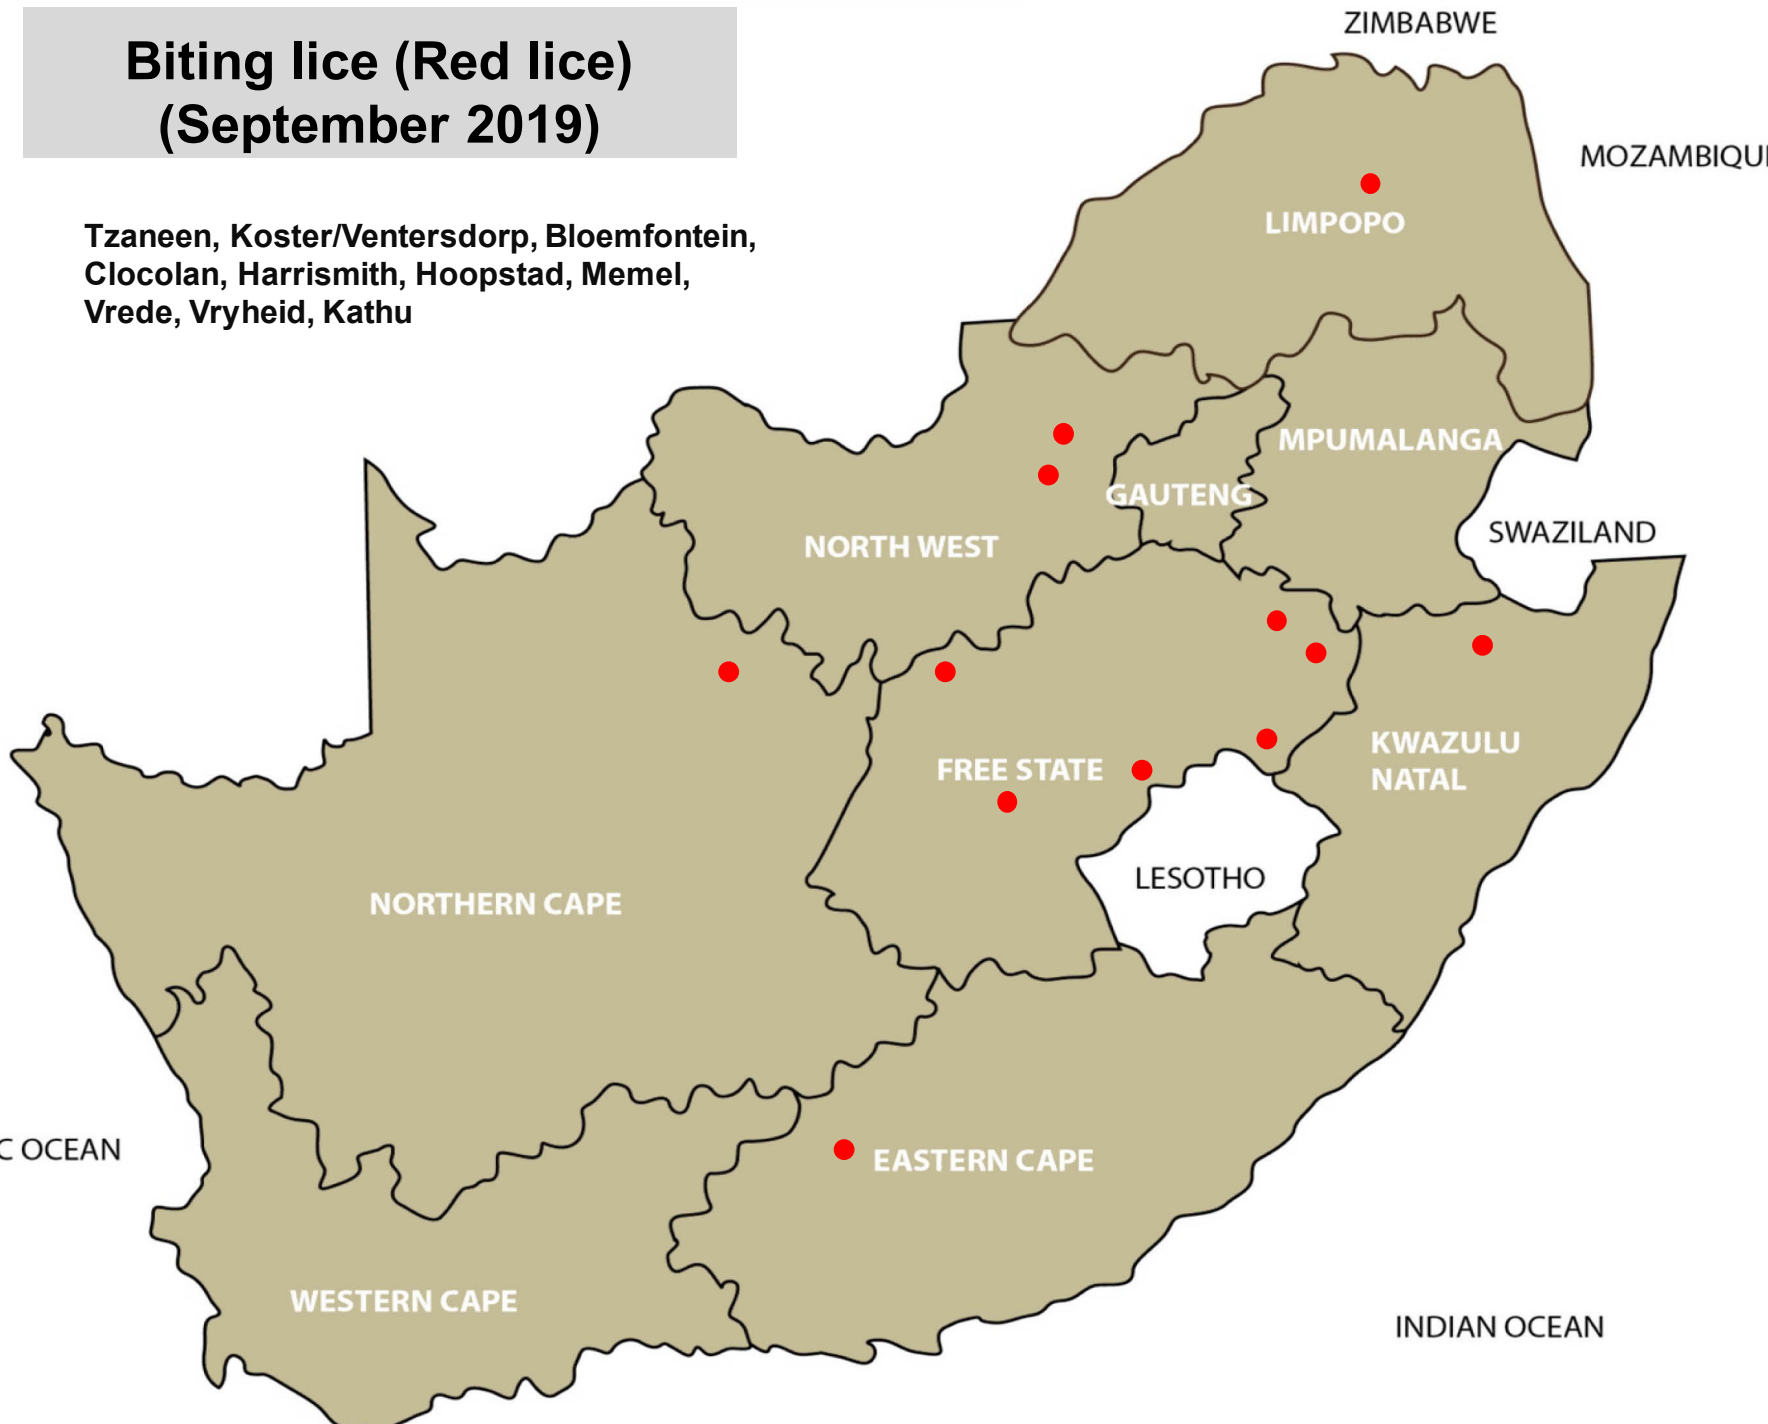 Biting lice (Red lice)
(September 2019)
Tzaneen, Koster/Ventersdorp, Bloemfontein,
Clocolan, Harrismith, Hoopstad, Memel,
Vrede, Vryheid, Kathu
ZIMBABWE
MOZAMBIQU
LIMPOPO
MPUMALANGA
GAUTENG
SWAZILAND
NORTH WEST
KWAZULU
NATAL
FREE STATE
LESOTHO
NORTHERN CAPE
C OCEAN
EASTERN CAPE
WESTERN CAPE
INDIAN OCEAN